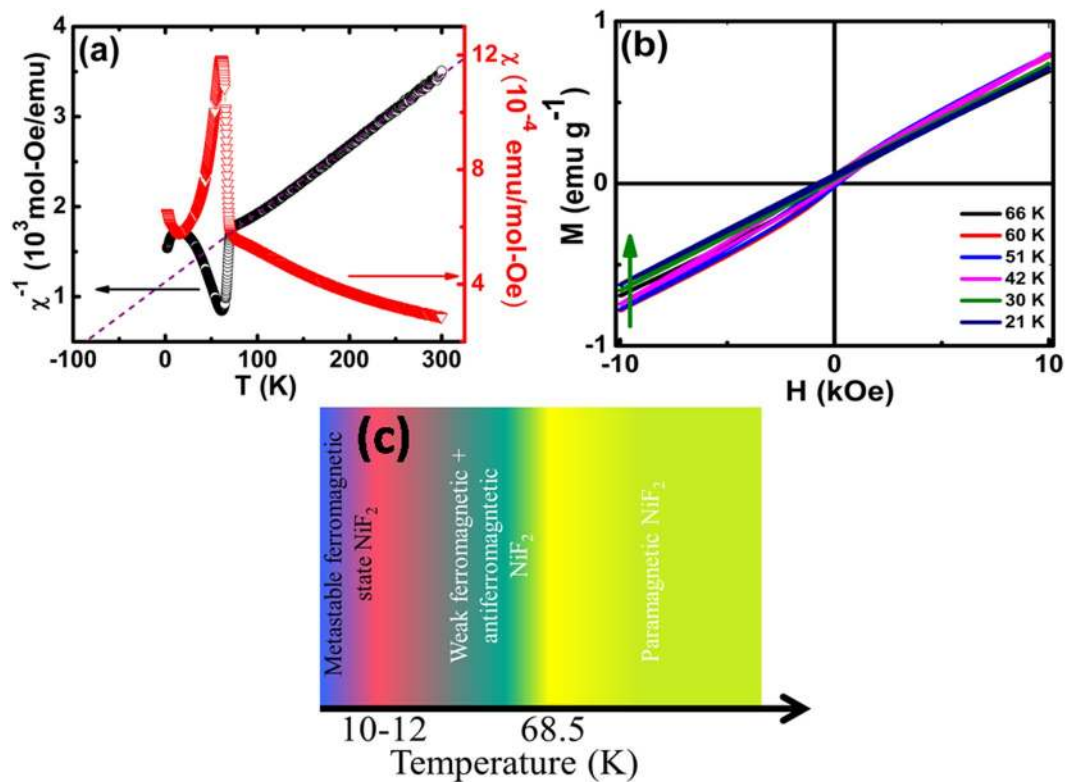 (a)
4
3
2
1
χ⁻¹ (10³ mol-Oe/emu)
-100 0 100 200 300
T (K)
12
8
4
χ (10⁻⁴ emu/mol-Oe)
(b)
1
0
-1
M (emu g⁻¹)
66 K
60 K
51 K
42 K
30 K
21 K
-10 0 10
H (kOe)
(c)
Metastable ferromagnetic
state NiF₂
Weak ferromagnetic +
antiferromagntetic
NiF₂
Paramagnetic NiF₂
10-12 68.5
Temperature (K)